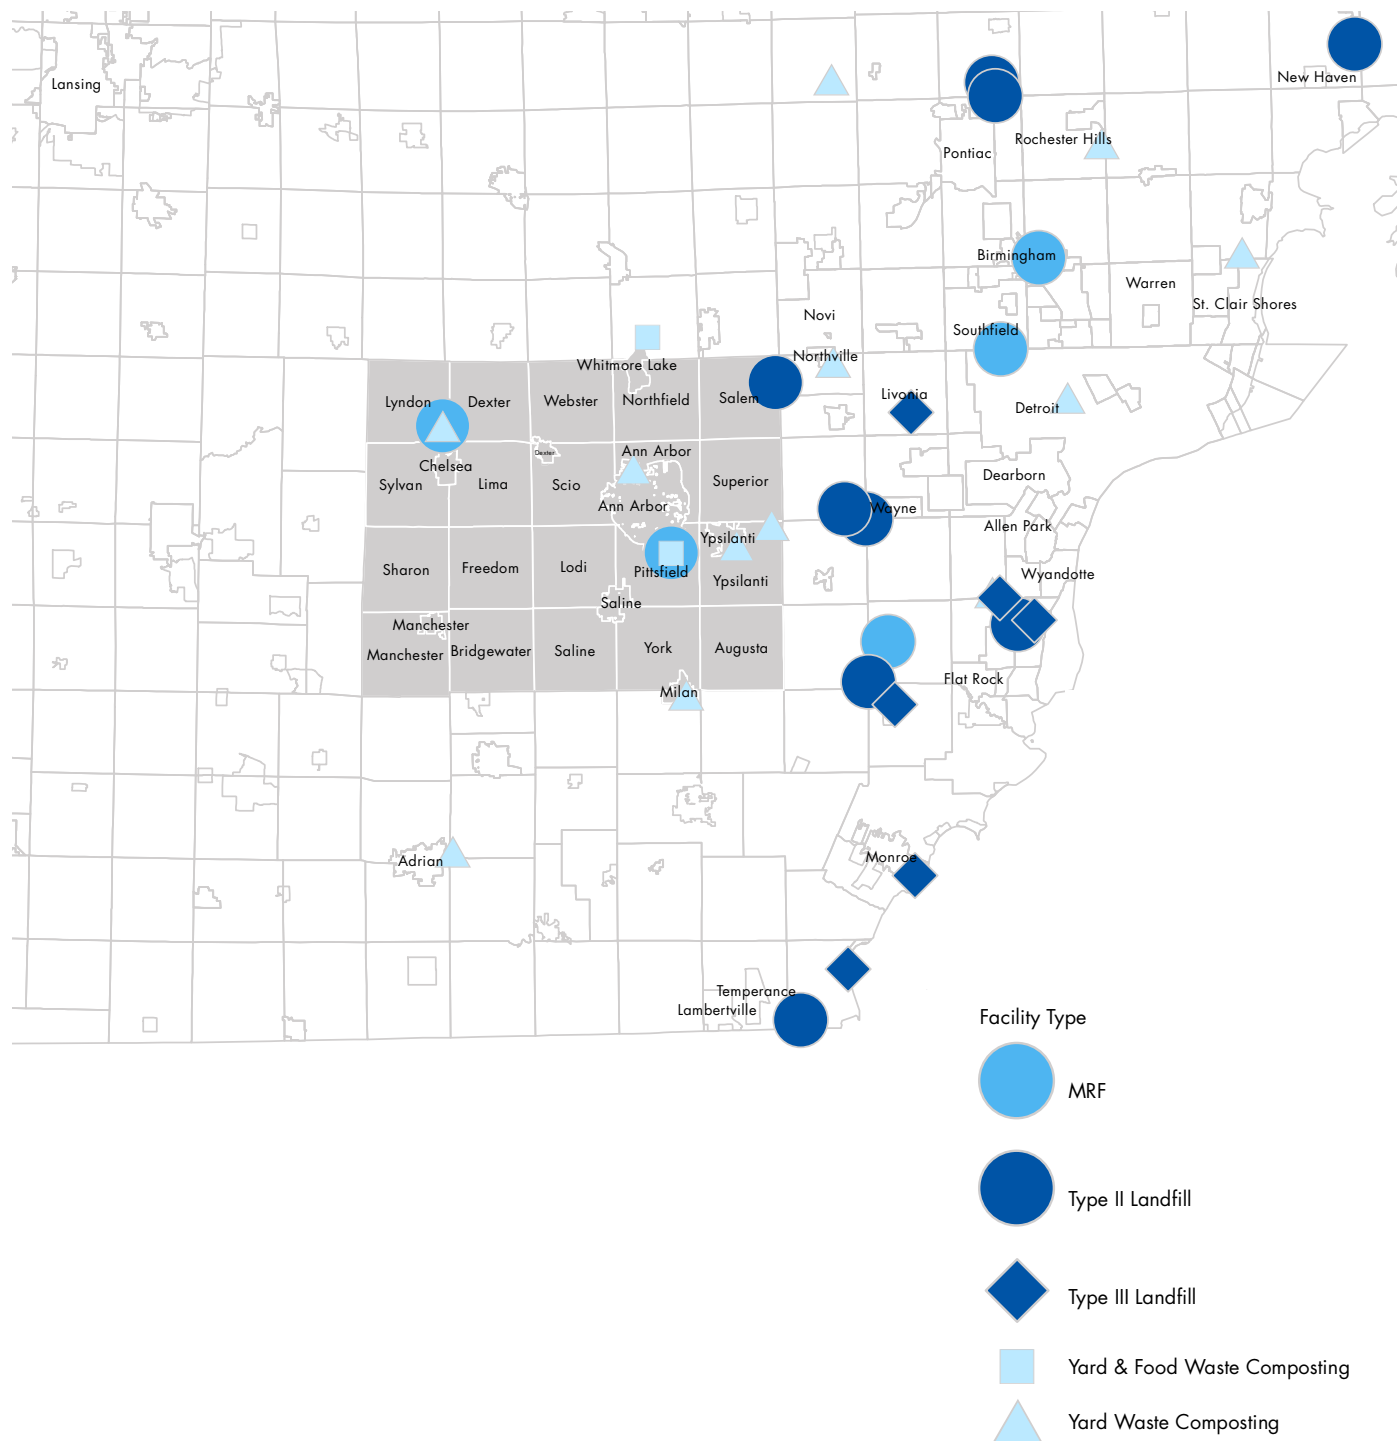 New Haven
Lansing
Rochester Hills
Pontiac
Birmingham
Warren
St. Clair Shores
Novi
Southfield
Northville
Whitmore Lake
Lyndon
Dexter
Webster
Northfield
Salem
Livonia
Detroit
Dexter
Ann Arbor
Chelsea
Sylvan
Lima
Scio
Superior
Dearborn
Ann Arbor
Wayne
Allen Park
Ypsilanti
Sharon
Freedom
Lodi
Pittsfield
Ypsilanti
Wyandotte
Saline
Manchester
Manchester
Bridgewater
Saline
York
Augusta
Flat Rock
Milan
Adrian
Monroe
Temperance
Lambertville
Facility Type
MRF
Type II Landfill
Type III Landfill
Yard & Food Waste Composting
Yard Waste Composting